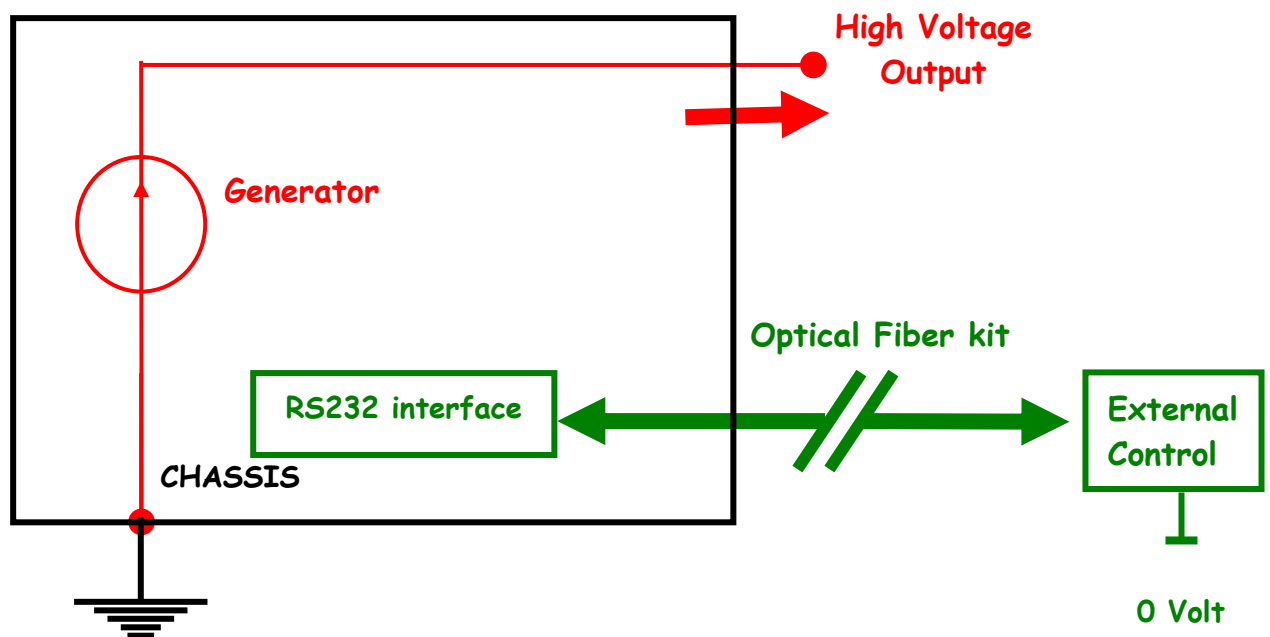 High Voltage
Output
Generator
Optical Fiber kit
RS232 interface
External
Control
CHASSIS
0 Volt